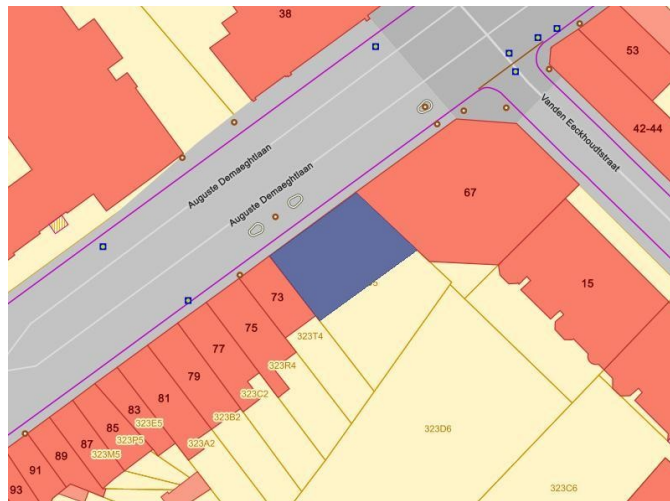 38
53
42-44
Vanden Eeckhoudtstraat
Auguste Demaeghtlaan
Auguste Demaeghtlaan
67
15
73
75
77
79
81
83
85
87
89
91
93
323T4
323R4
323C2
323B2
323A2
323E5
323P5
323M5
323D6
323C6